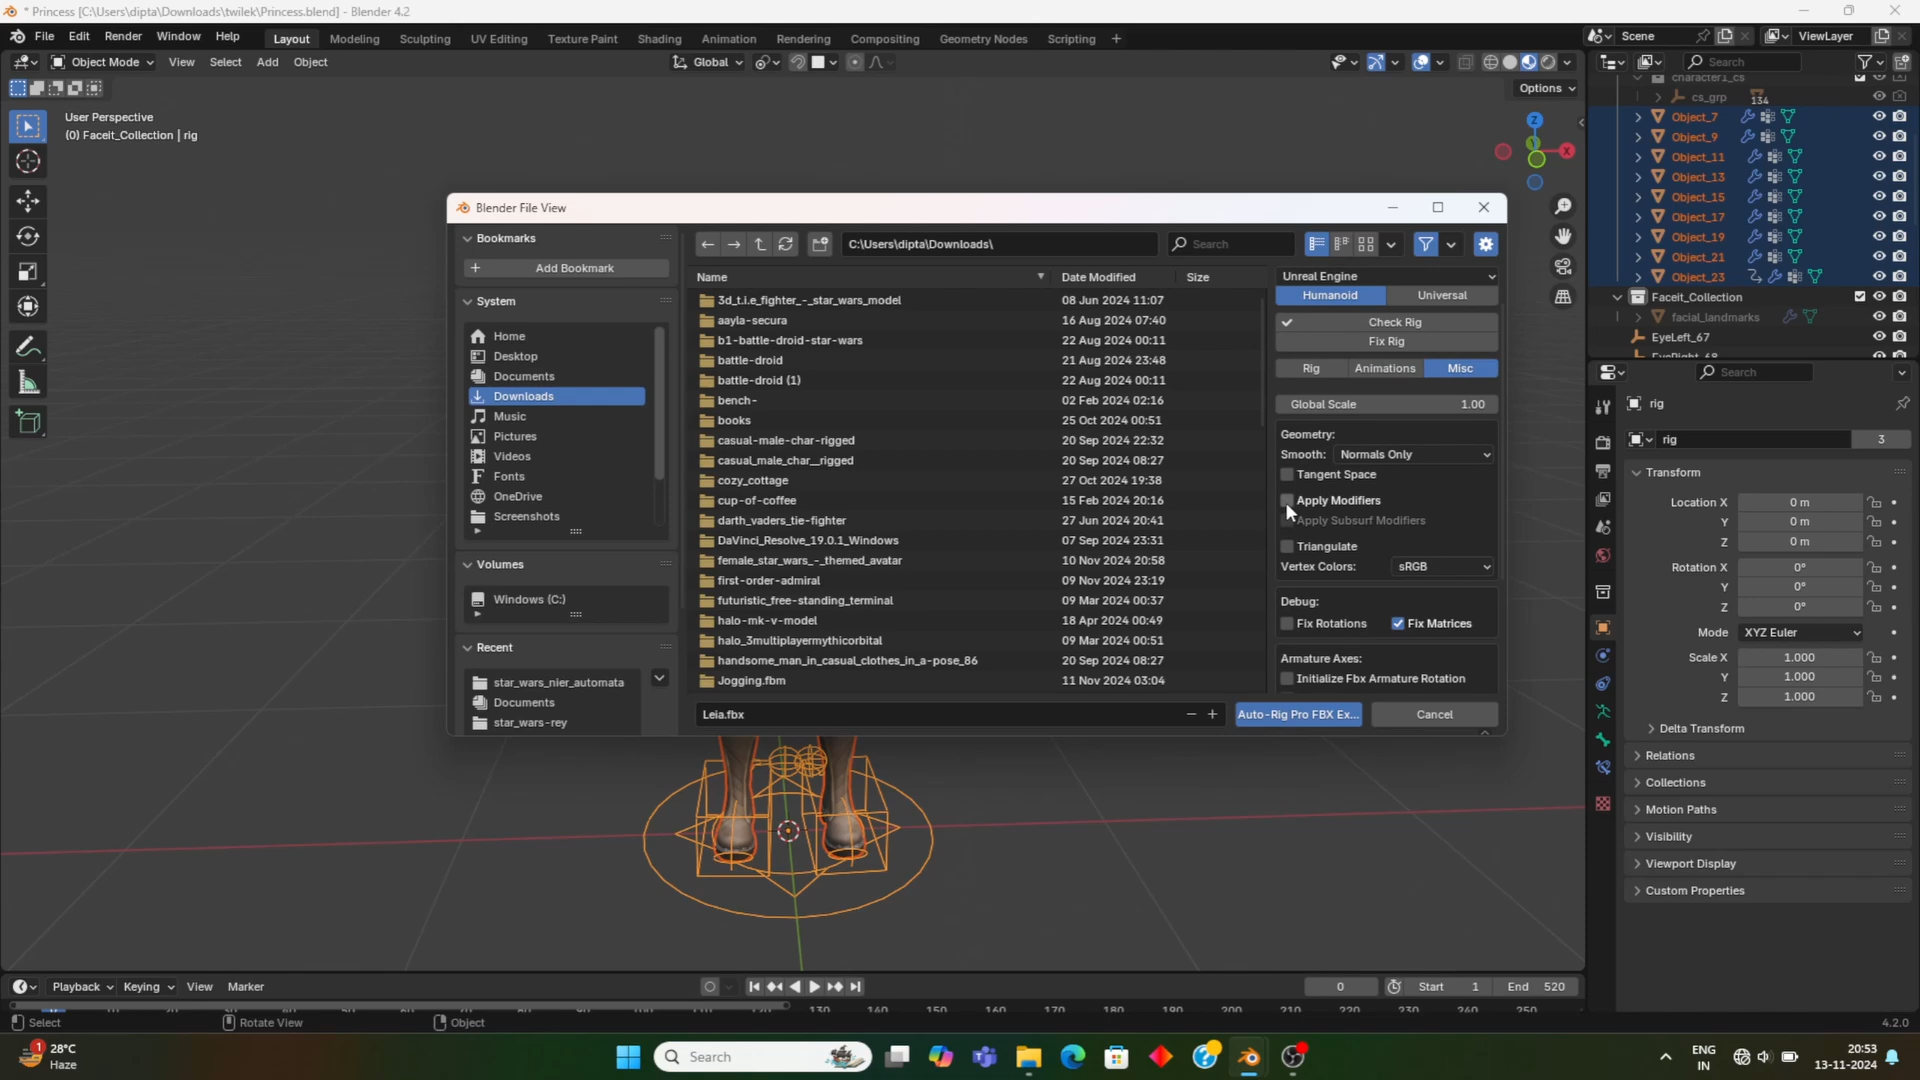 * Princess [C:\Users\dipta\Downloads\twilek\Princess.blend] - Blender 4.2
File Edit Render Window Help Layout Modeling Sculpting UV Editing Texture Paint Shading Animation Rendering Compositing Geometry Nodes Scripting + Scene ViewLayer
Object Mode View Select Add Object Global Search
Options
User Perspective
(0) Faceit_Collection | rig
Z
Y
X
character1_cs
cs_grp 134
Object_7
Object_9
Object_11
Object_13
Object_15
Object_17
Object_19
Object_21
Object_23
Faceit_Collection
facial_landmarks
EyeLeft_67
EyeRight_68
Blender File View
Bookmarks
Add Bookmark
System
Home
Desktop
Documents
Downloads
Music
Pictures
Videos
Fonts
OneDrive
Screenshots
Volumes
Windows (C:)
Recent
star_wars_nier_automata
Documents
star_wars-rey
C:\Users\dipta\Downloads\ Search
Name Date Modified Size
3d_t.i.e_fighter_-_star_wars_model 08 Jun 2024 11:07
aayla-secura 16 Aug 2024 07:40
b1-battle-droid-star-wars 22 Aug 2024 00:11
battle-droid 21 Aug 2024 23:48
battle-droid (1) 22 Aug 2024 00:11
bench- 02 Feb 2024 02:16
books 25 Oct 2024 00:51
casual-male-char-rigged 20 Sep 2024 22:32
casual_male_char__rigged 20 Sep 2024 08:27
cozy_cottage 27 Oct 2024 19:38
cup-of-coffee 15 Feb 2024 20:16
darth_vaders_tie-fighter 27 Jun 2024 20:41
DaVinci_Resolve_19.0.1_Windows 07 Sep 2024 23:31
female_star_wars_-_themed_avatar 10 Nov 2024 20:58
first-order-admiral 09 Nov 2024 23:19
futuristic_free-standing_terminal 09 Mar 2024 00:37
halo-mk-v-model 18 Apr 2024 00:49
halo_3multiplayermythicorbital 09 Mar 2024 00:51
handsome_man_in_casual_clothes_in_a-pose_86 20 Sep 2024 08:27
Jogging.fbm 11 Nov 2024 03:04
Leia.fbx
Auto-Rig Pro FBX Ex... Cancel
Unreal Engine
Humanoid Universal
Check Rig
Fix Rig
Rig Animations Misc
Global Scale 1.00
Geometry:
Smooth: Normals Only
Tangent Space
Apply Modifiers
Apply Subsurf Modifiers
Triangulate
Vertex Colors: sRGB
Debug:
Fix Rotations Fix Matrices
Armature Axes:
Initialize Fbx Armature Rotation
Search
rig
rig 3
Transform
Location X 0 m
Y 0 m
Z 0 m
Rotation X 0°
Y 0°
Z 0°
Mode XYZ Euler
Scale X 1.000
Y 1.000
Z 1.000
Delta Transform
Relations
Collections
Motion Paths
Visibility
Viewport Display
Custom Properties
Playback Keying View Marker 0 Start 1 End 520
130 150 160 170 180 190 200 210 220 230 240 250
Select Rotate View Object 4.2.0
1
28°C
Haze
Search
ENG
IN
20:53
13-11-2024